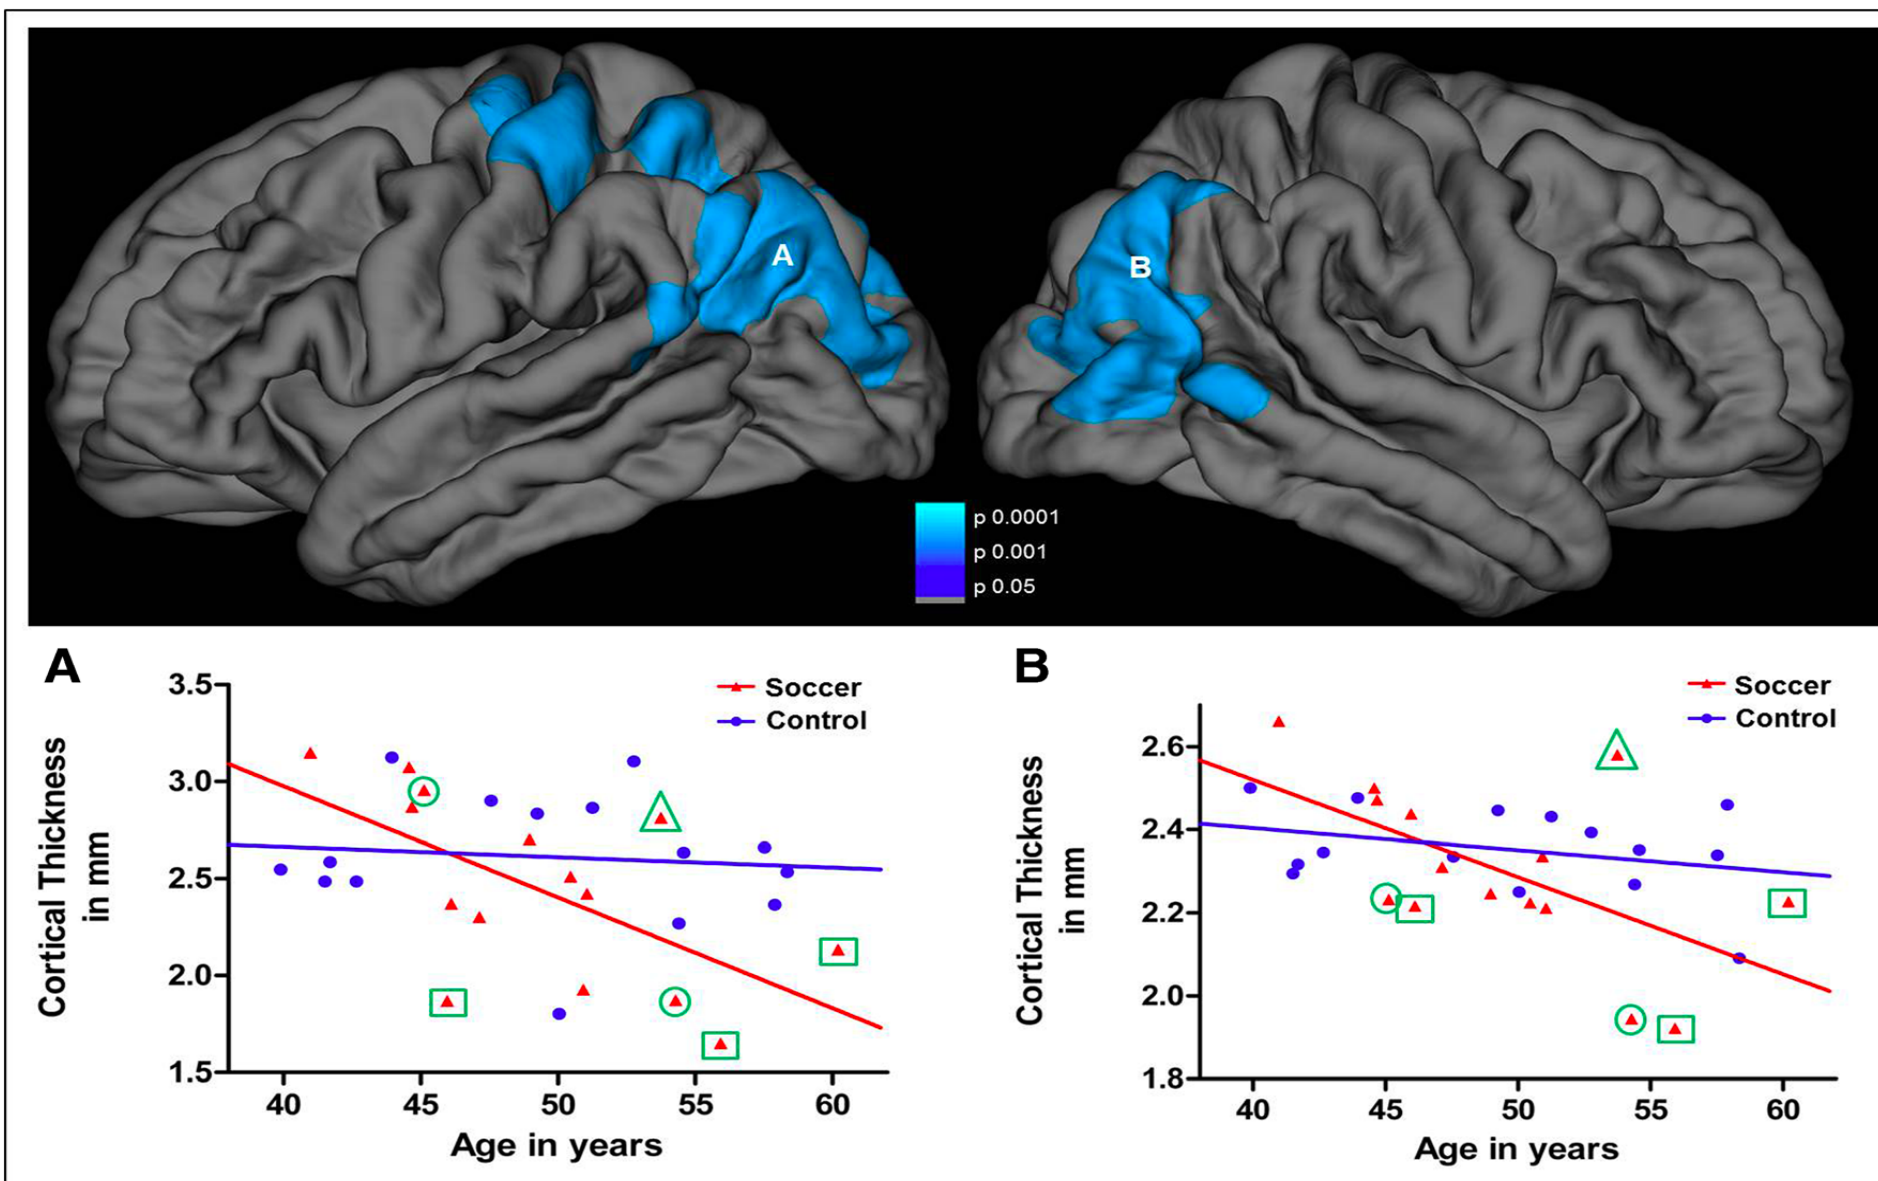 A
B
p 0.0001
p 0.001
p 0.05
A
Cortical Thickness
in mm
3.5
3.0
2.5
2.0
1.5
40 45 50 55 60
Age in years
Soccer
Control
B
Cortical Thickness
in mm
2.6
2.4
2.2
2.0
1.8
40 45 50 55 60
Age in years
Soccer
Control